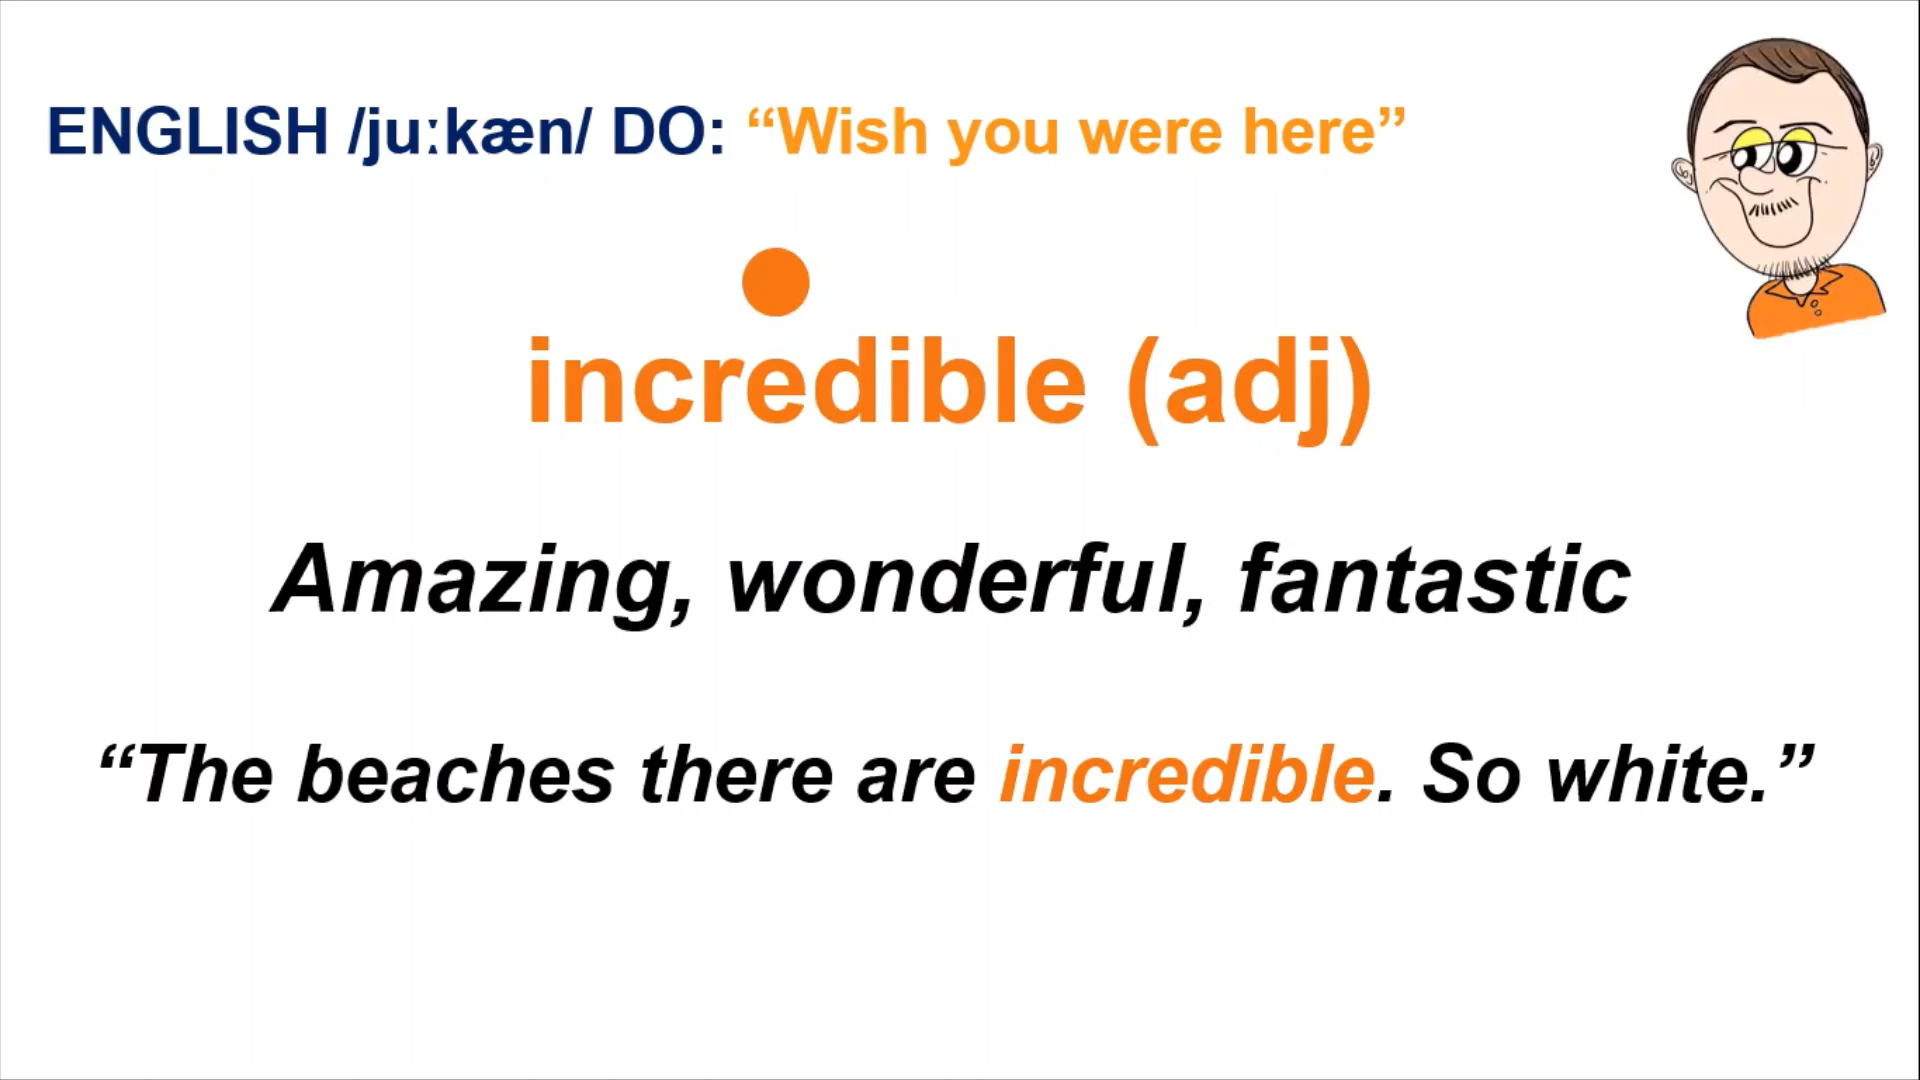 ENGLISH /juːkæn/ DO: “Wish you were here”
incredible (adj)
Amazing, wonderful, fantastic
“The beaches there are incredible. So white.”